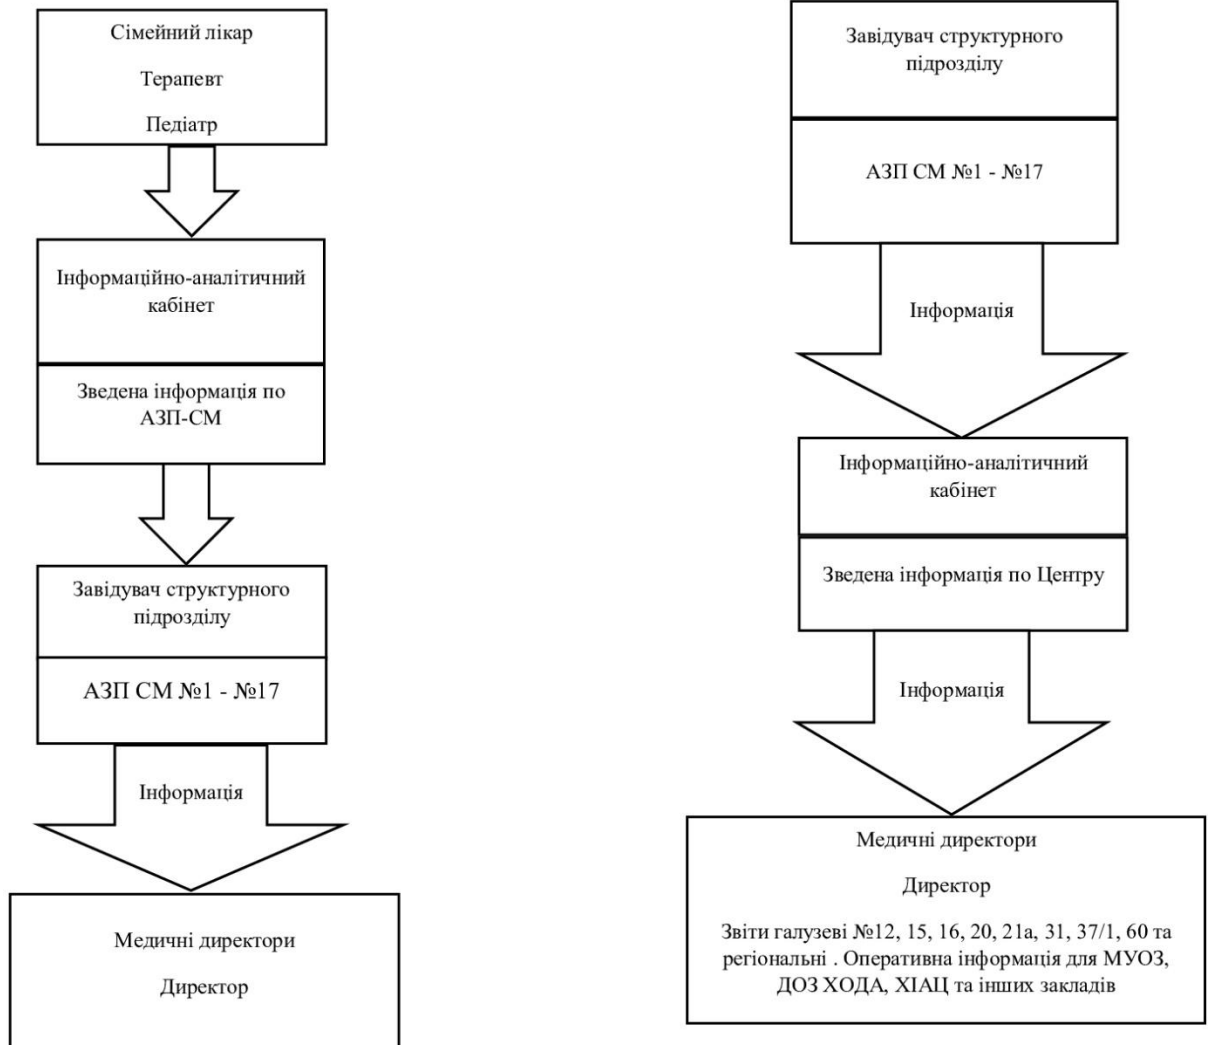 Сімейний лікар
Терапевт
Педіатр
Інформаційно-аналітичний
кабінет
Зведена інформація по
АЗП-СМ
Завідувач структурного
підрозділу
АЗП СМ №1 - №17
Інформація
Медичні директори
Директор
Завідувач структурного
підрозділу
АЗП СМ №1 - №17
Інформація
Інформаційно-аналітичний
кабінет
Зведена інформація по Центру
Інформація
Медичні директори
Директор
Звіти галузеві №12, 15, 16, 20, 21а, 31, 37/1, 60 та
регіональні . Оперативна інформація для МУОЗ,
ДОЗ ХОДА, ХІАЦ та інших закладів